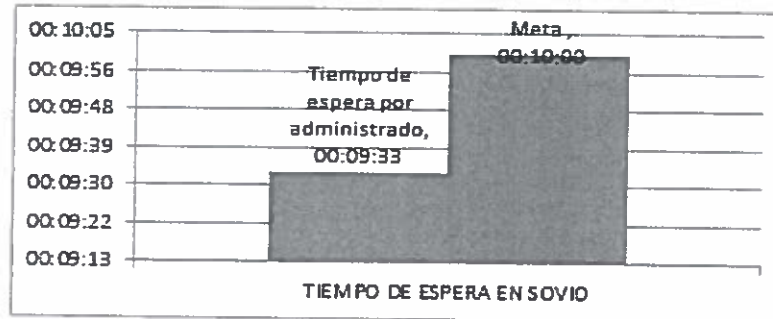 00:10:05
00:09:56
00:09:48
00:09:39
00:09:30
00:09:22
00:09:13
Meta,
00:10:00
Tiempo de
espera por
administrado,
00:09:33
TIEMPO DE ESPERA EN SOVIO